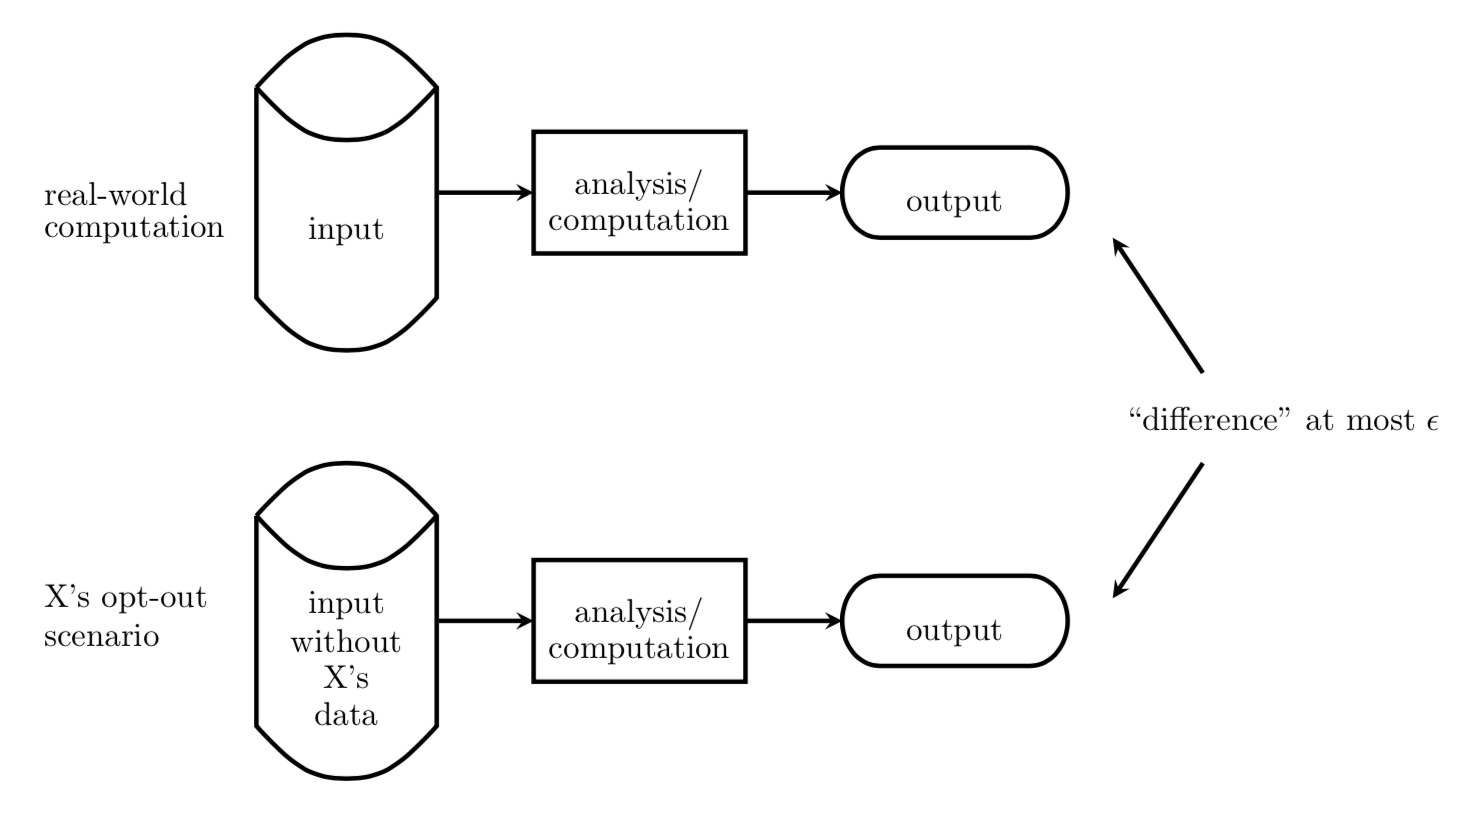 real-world
computation
input
analysis/
computation
output
“difference” at most ϵ
X’s opt-out
scenario
input
without
X’s
data
analysis/
computation
output